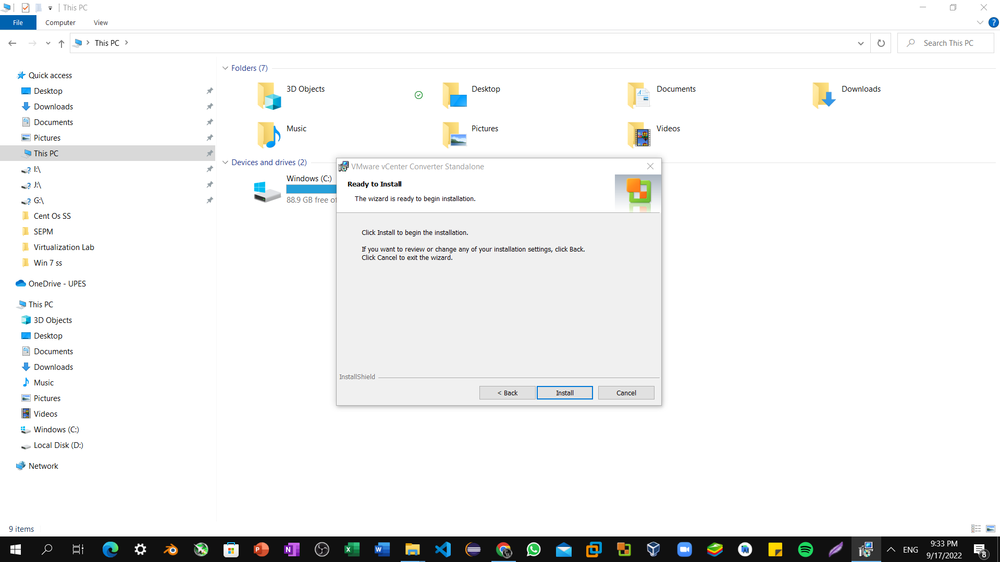 This PC
File
Computer
View
This PC
Search This PC
Quick access
Desktop
Downloads
Documents
Pictures
This PC
I:\
J:\
G:\
Cent Os SS
SEPM
Virtualization Lab
Win 7 ss
OneDrive - UPES
This PC
3D Objects
Desktop
Documents
Downloads
Music
Pictures
Videos
Windows (C:)
Local Disk (D:)
Network
Folders (7)
3D Objects
Desktop
Documents
Downloads
Music
Pictures
Videos
Devices and drives (2)
Windows (C:)
88.9 GB free of
VMware vCenter Converter Standalone
Ready to Install
The wizard is ready to begin installation.
Click Install to begin the installation.
If you want to review or change any of your installation settings, click Back.
Click Cancel to exit the wizard.
InstallShield
< Back
Install
Cancel
9 items
ENG
9:33 PM
9/17/2022
8